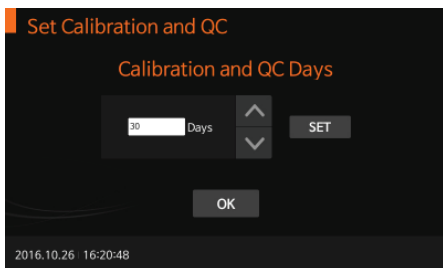 Set Calibration and QC
Calibration and QC Days
30 Days
SET
OK
2016.10.26 16:20:48